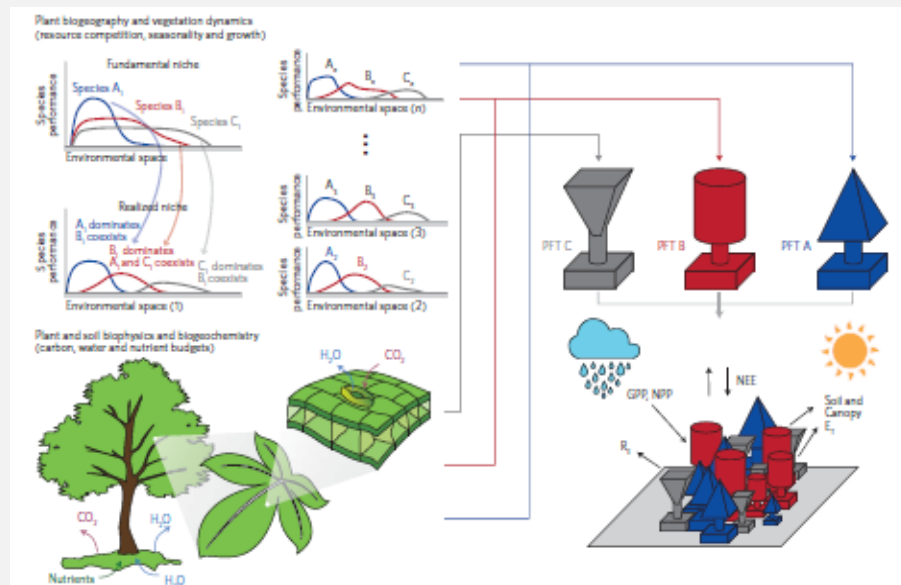 Plant biogeography and vegetation dynamics
(resource competition, seasonality and growth)
Fundamental niche
Species performance
Species A₁
Species B₁
Species C₁
Environmental space
Realized niche
Species performance
A₁ dominates
B₁ coexists
B₁ dominates
A₁ and C₁ coexists
C₁ dominates
B₁ coexists
Environmental space (1)
Species performance
Aₙ
Bₙ
Cₙ
Environmental space (n)
Species performance
A₃
B₃
C₃
Environmental space (3)
Species performance
A₂
B₂
C₂
Environmental space (2)
PFT C
PFT B
PFT A
Plant and soil biophysics and biogeochemistry
(carbon, water and nutrient budgets)
H₂O
CO₂
CO₂
H₂O
Nutrients
H₂O
NEE
GPP, NPP
Soil and
Canopy